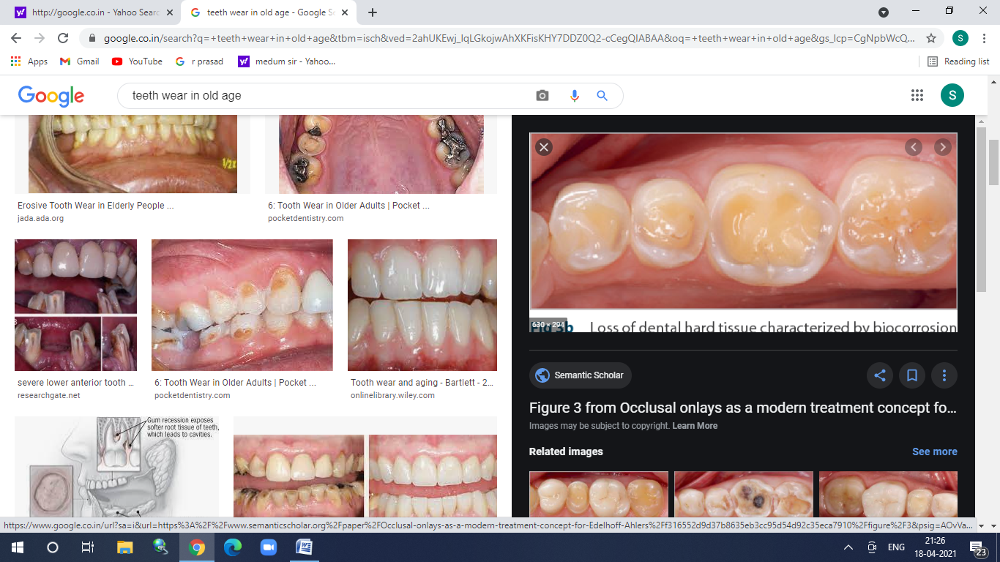 http://google.co.in - Yahoo Searc
teeth wear in old age - Google Se
google.co.in/search?q=+teeth+wear+in+old+age&tbm=isch&ved=2ahUKEwj_lqLGkojwAhXKFisKHY7DDZ0Q2-cCegQIABAA&oq=+teeth+wear+in+old+age&gs_lcp=CgNpbWcQ...
S
Apps
Gmail
YouTube
r prasad
medum sir - Yahoo...
Reading list
Google
teeth wear in old age
S
1/2x
Erosive Tooth Wear in Elderly People ...
jada.ada.org
6: Tooth Wear in Older Adults | Pocket ...
pocketdentistry.com
severe lower anterior tooth ...
researchgate.net
6: Tooth Wear in Older Adults | Pocket ...
pocketdentistry.com
Tooth wear and aging - Bartlett - 2...
onlinelibrary.wiley.com
Gum recession exposes
softer root tissue of teeth,
which leads to cavities.
630 × 294
Fig 3b Loss of dental hard tissue characterized by biocorrosion
Semantic Scholar
Figure 3 from Occlusal onlays as a modern treatment concept fo...
Images may be subject to copyright. Learn More
Related images
See more
https://www.google.co.in/url?sa=i&url=https%3A%2F%2Fwww.semanticscholar.org%2Fpaper%2FOcclusal-onlays-as-a-modern-treatment-concept-for-Edelhoff-Ahlers%2Ff316552d9d37b8635eb3cc95d54d92c35eca7910%2Ffigure%2F3&psig=AOvVa...
ENG
21:26
18-04-2021
23